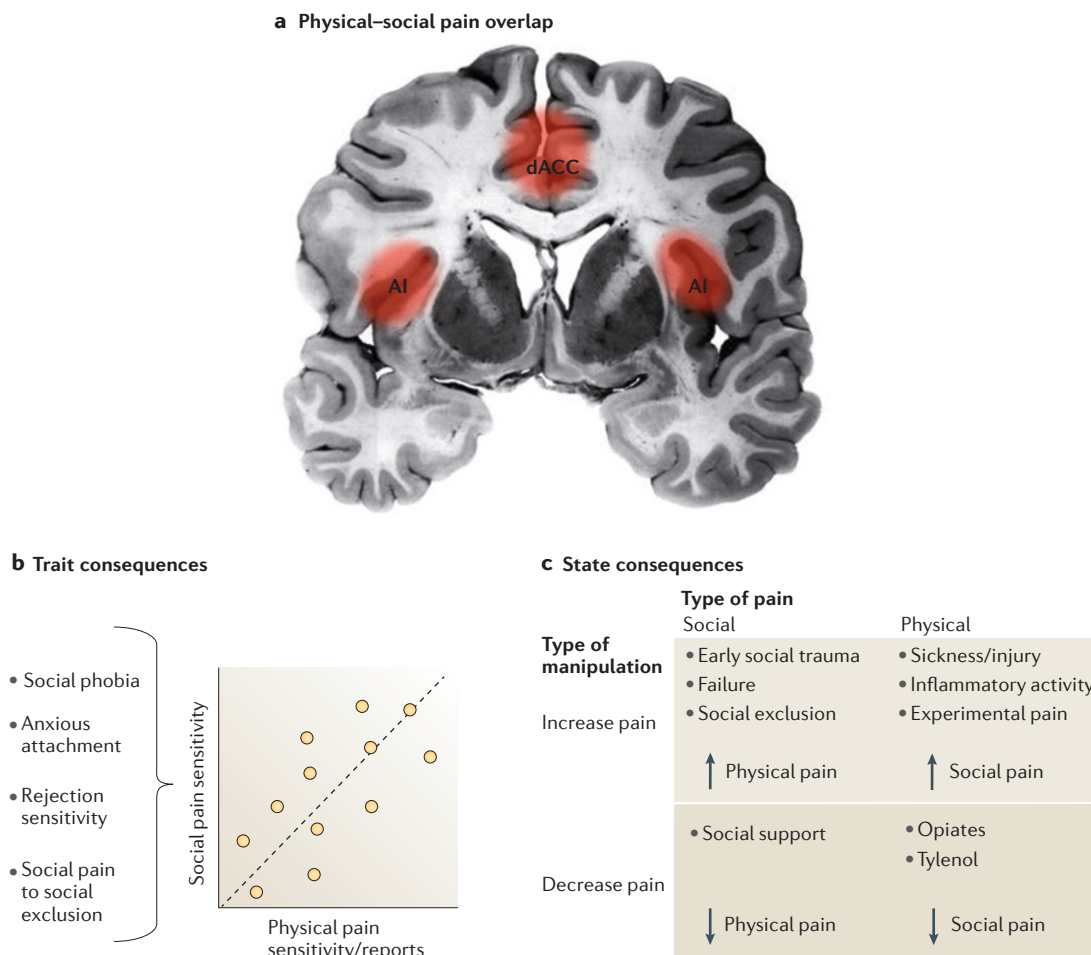 a Physical–social pain overlap
dACC
AI
AI
b Trait consequences
• Social phobia
• Anxious
attachment
• Rejection
sensitivity
• Social pain
to social
exclusion
Social pain sensitivity
Physical pain
sensitivity/reports
c State consequences
Type of pain
Social
Physical
Type of
manipulation
Increase pain
• Early social trauma
• Failure
• Social exclusion
Physical pain
• Sickness/injury
• Inflammatory activity
• Experimental pain
Social pain
Decrease pain
• Social support
Physical pain
• Opiates
• Tylenol
Social pain